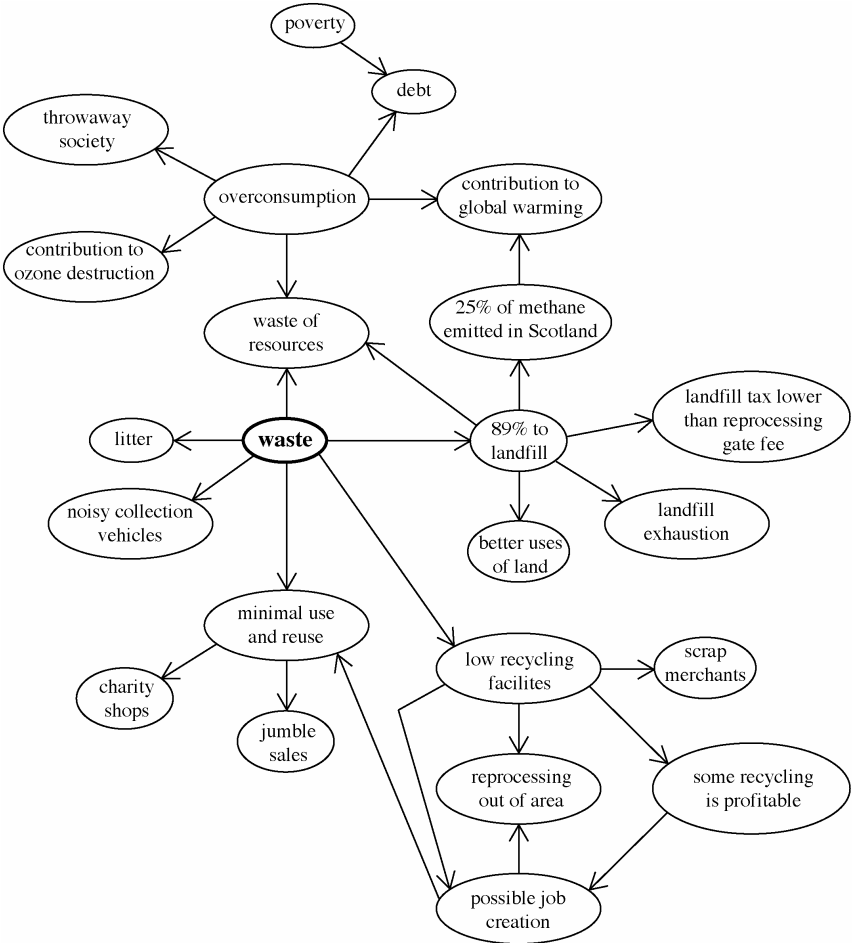 poverty
debt
throwaway
society
overconsumption
contribution to
global warming
contribution to
ozone destruction
waste of
resources
25% of methane
emitted in Scotland
landfill tax lower
than reprocessing
gate fee
litter
waste
89% to
landfill
noisy collection
vehicles
landfill
exhaustion
better uses
of land
minimal use
and reuse
low recycling
facilites
scrap
merchants
charity
shops
jumble
sales
reprocessing
out of area
some recycling
is profitable
possible job
creation